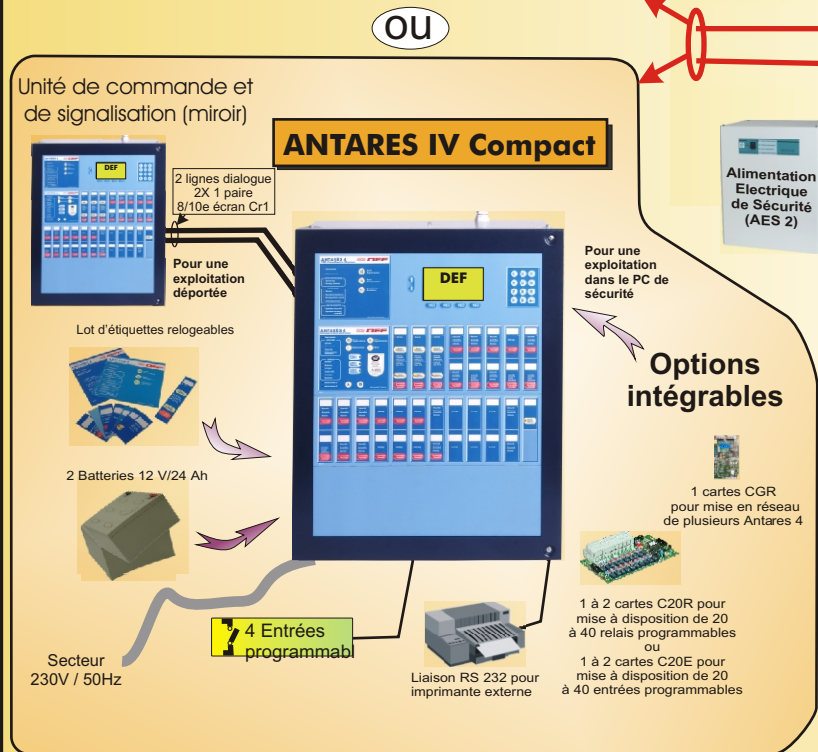 ou
Unité de commande et
de signalisation (miroir)
ANTARES IV Compact
DEF
2 lignes dialogue
2X 1 paire
8/10e écran Cr1
Alimentation
Electrique
de Sécurité
(AES 2)
Pour une
exploitation
déportée
ANTARES 4
DEF
Pour une
exploitation
dans le PC de
sécurité
Lot d'étiquettes relogeables
Options
intégrables
2 Batteries 12 V/24 Ah
1 cartes CGR
pour mise en réseau
de plusieurs Antares 4
4 Entrées
programmabl
Secteur
230V / 50Hz
Liaison RS 232 pour
imprimante externe
1 à 2 cartes C20R pour
mise à disposition de 20
à 40 relais programmables
ou
1 à 2 cartes C20E pour
mise à disposition de 20
à 40 entrées programmables